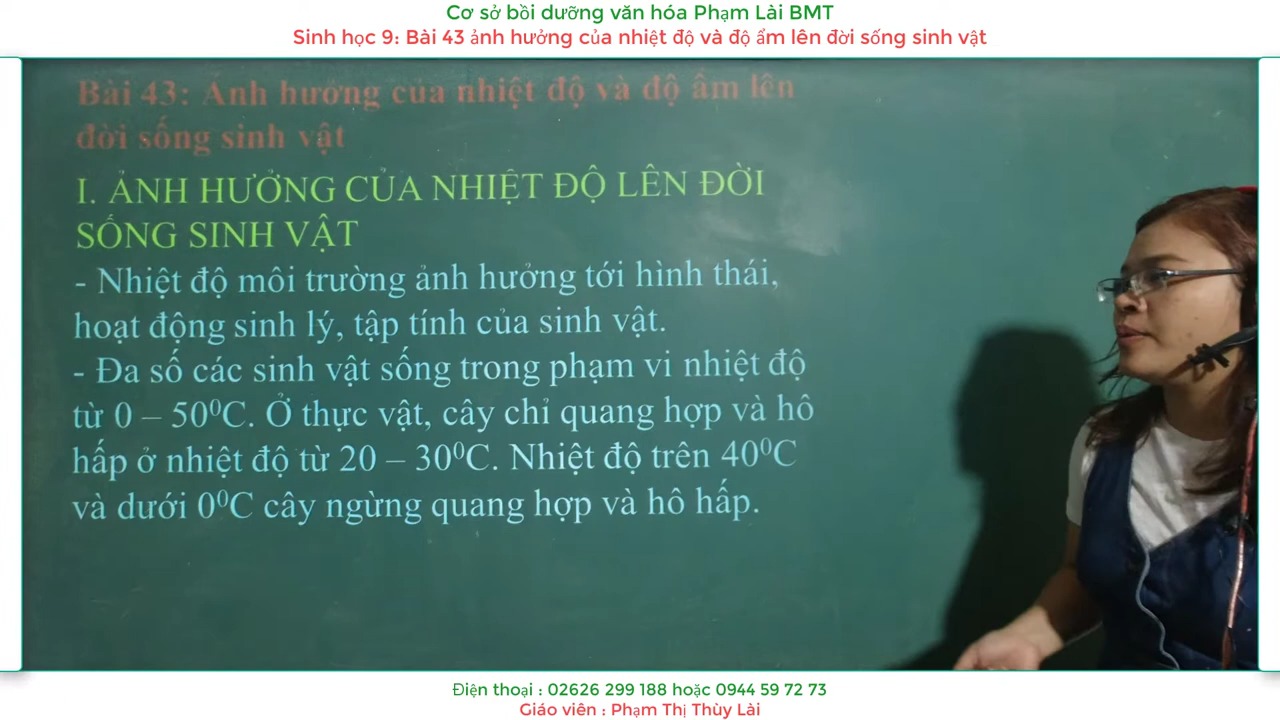 Cơ sở bồi dưỡng văn hóa Phạm Lài BMT
Sinh học 9: Bài 43 ảnh hưởng của nhiệt độ và độ ẩm lên đời sống sinh vật
Bài 43: Ảnh hưởng của nhiệt độ và độ ẩm lên
đời sống sinh vật
I. ẢNH HƯỞNG CỦA NHIỆT ĐỘ LÊN ĐỜI
SỐNG SINH VẬT
- Nhiệt độ môi trường ảnh hưởng tới hình thái,
hoạt động sinh lý, tập tính của sinh vật.
- Đa số các sinh vật sống trong phạm vi nhiệt độ
từ 0 – 50⁰C. Ở thực vật, cây chỉ quang hợp và hô
hấp ở nhiệt độ từ 20 – 30⁰C. Nhiệt độ trên 40⁰C
và dưới 0⁰C cây ngừng quang hợp và hô hấp.
Điện thoại : 02626 299 188 hoặc 0944 59 72 73
Giáo viên : Phạm Thị Thùy Lài